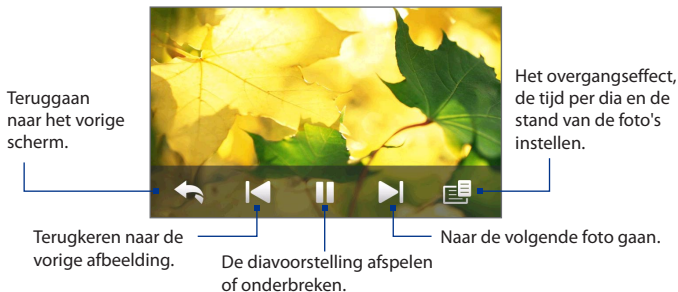 Teruggaan
naar het vorige
scherm.
Het overgangseffect,
de tijd per dia en de
stand van de foto's
instellen.
Terugkeren naar de
vorige afbeelding.
De diavoorstelling afspelen
of onderbreken.
Naar de volgende foto gaan.